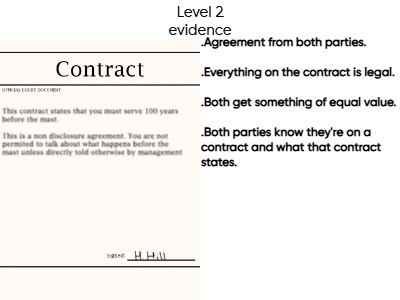 Level 2
evidence
Contract
OFFICIAL COURT DOCUMENT
This contract states that you must serve 100 years
before the mast.
This is a non disclosure agreement. You are not
permited to talk about what happens before the
mast unless directly told otherwise by management
signed: H Hill
.Agreement from both parties.
.Everything on the contract is legal.
.Both get something of equal value.
.Both parties know they're on a
contract and what that contract
states.